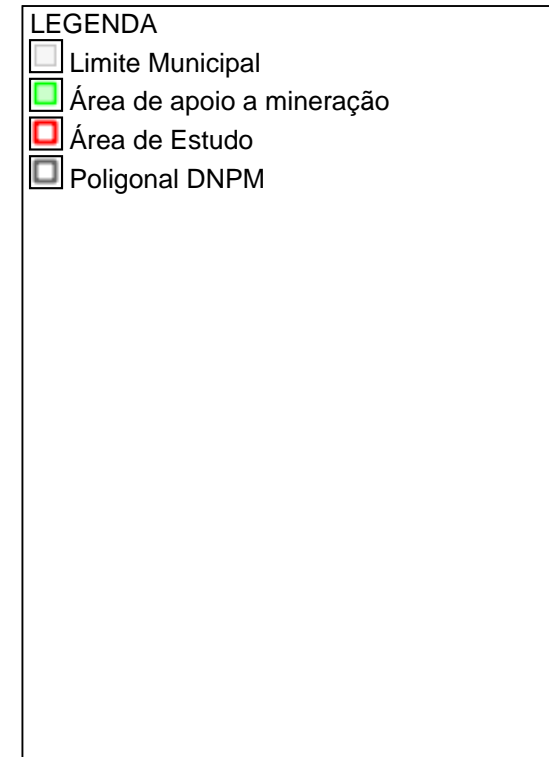 LEGENDA
Limite Municipal
Área de apoio a mineração
Área de Estudo
Poligonal DNPM